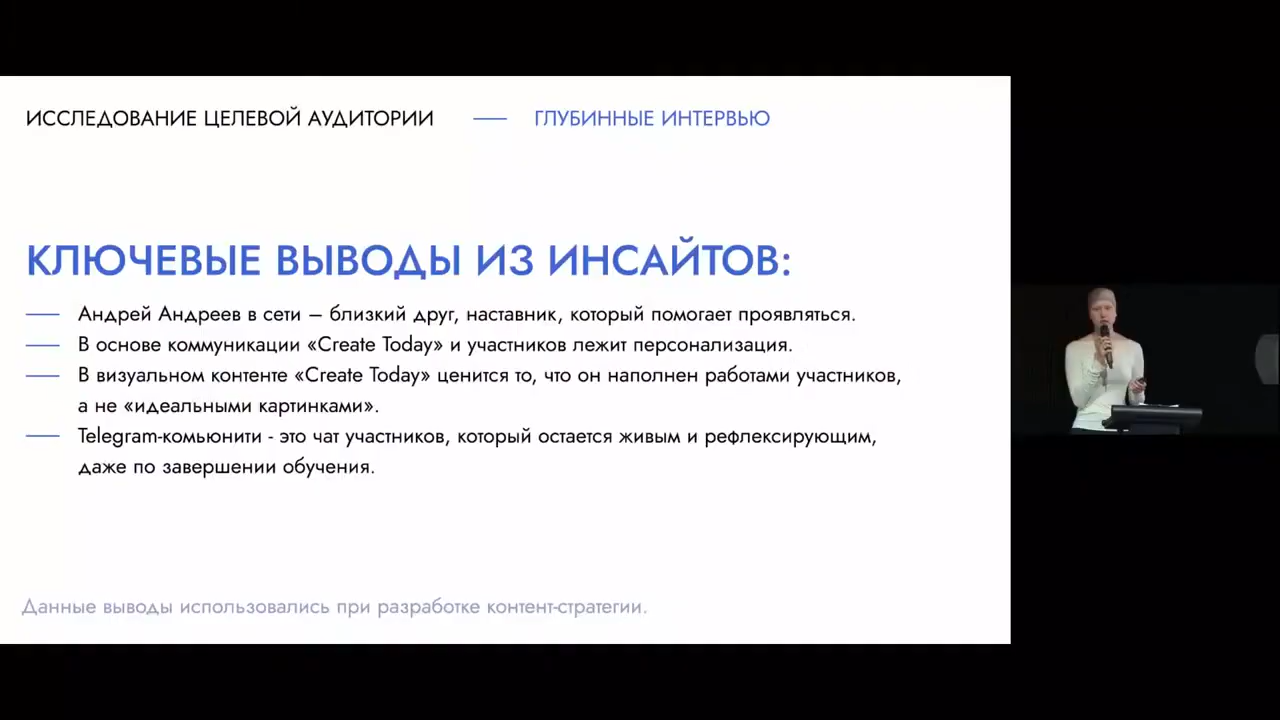 ИССЛЕДОВАНИЕ ЦЕЛЕВОЙ АУДИТОРИИ — ГЛУБИННЫЕ ИНТЕРВЬЮ
КЛЮЧЕВЫЕ ВЫВОДЫ ИЗ ИНСАЙТОВ:
— Андрей Андреев в сети – близкий друг, наставник, который помогает проявляться.
— В основе коммуникации «Create Today» и участников лежит персонализация.
— В визуальном контенте «Create Today» ценится то, что он наполнен работами участников,
а не «идеальными картинками».
— Telegram-комьюнити - это чат участников, который остается живым и рефлексирующим,
даже по завершении обучения.
Данные выводы использовались при разработке контент-стратегии.